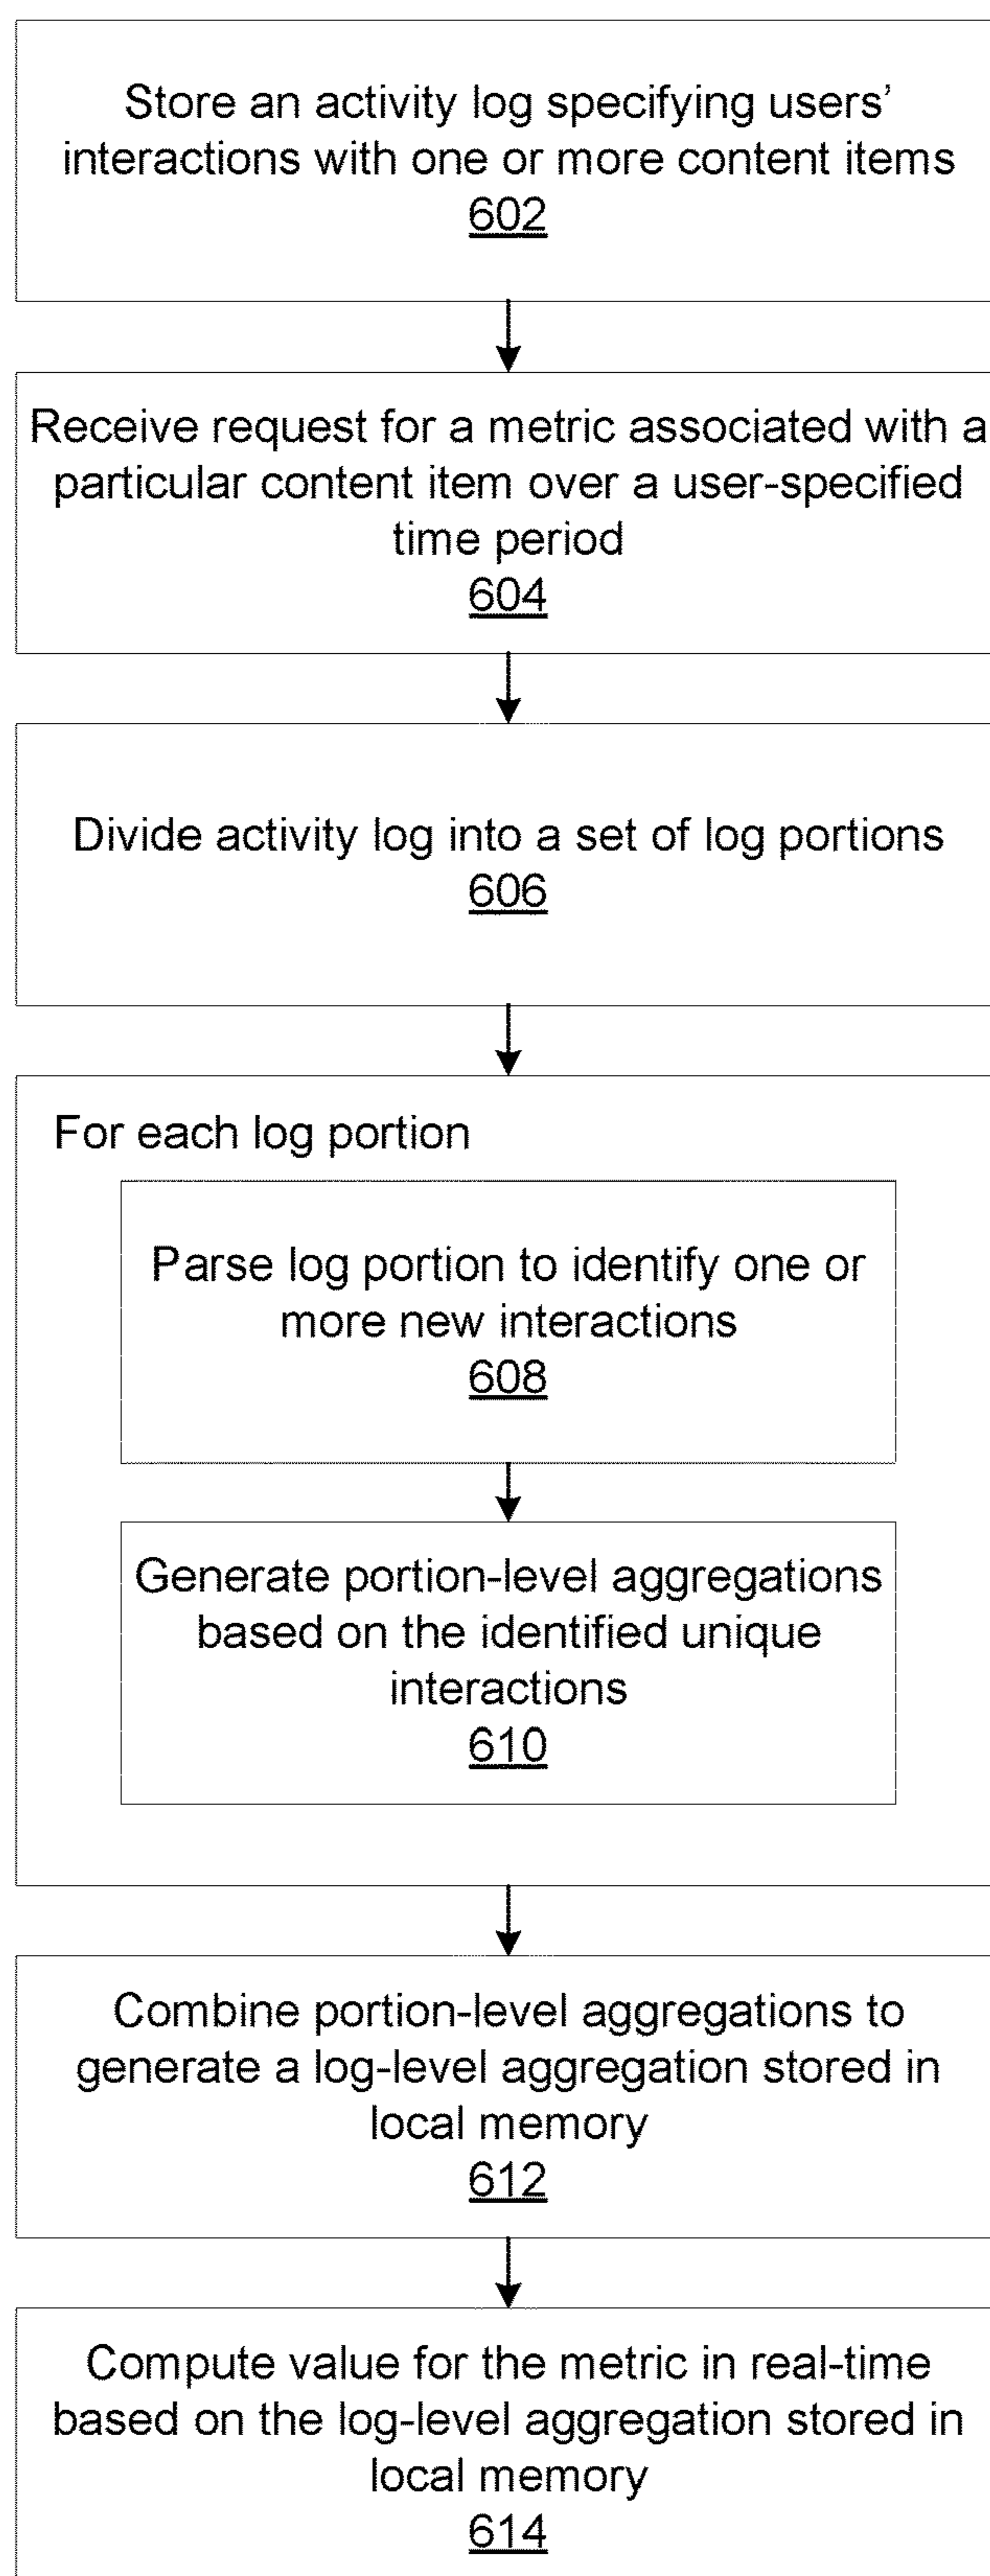 Store an activity log specifying users’
interactions with one or more content items
602
Receive request for a metric associated with a
particular content item over a user-specified
time period
604
Divide activity log into a set of log portions
606
For each log portion
Parse log portion to identify one or
more new interactions
608
Generate portion-level aggregations
based on the identified unique
interactions
610
Combine portion-level aggregations to
generate a log-level aggregation stored in
local memory
612
Compute value for the metric in real-time
based on the log-level aggregation stored in
local memory
614